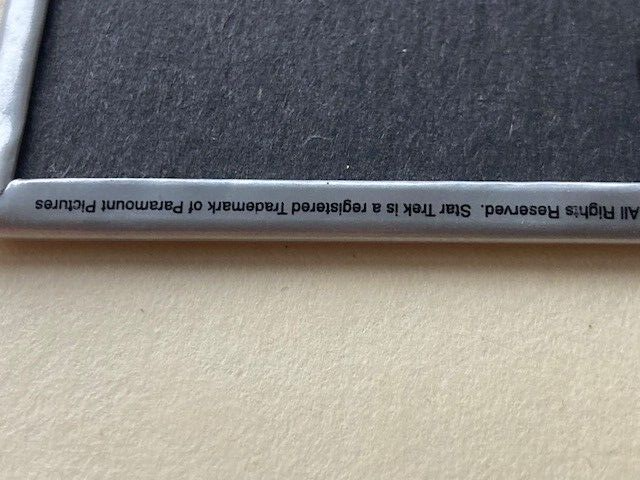 All Rights Reserved. Star Trek is a registered Trademark of Paramount Pictures